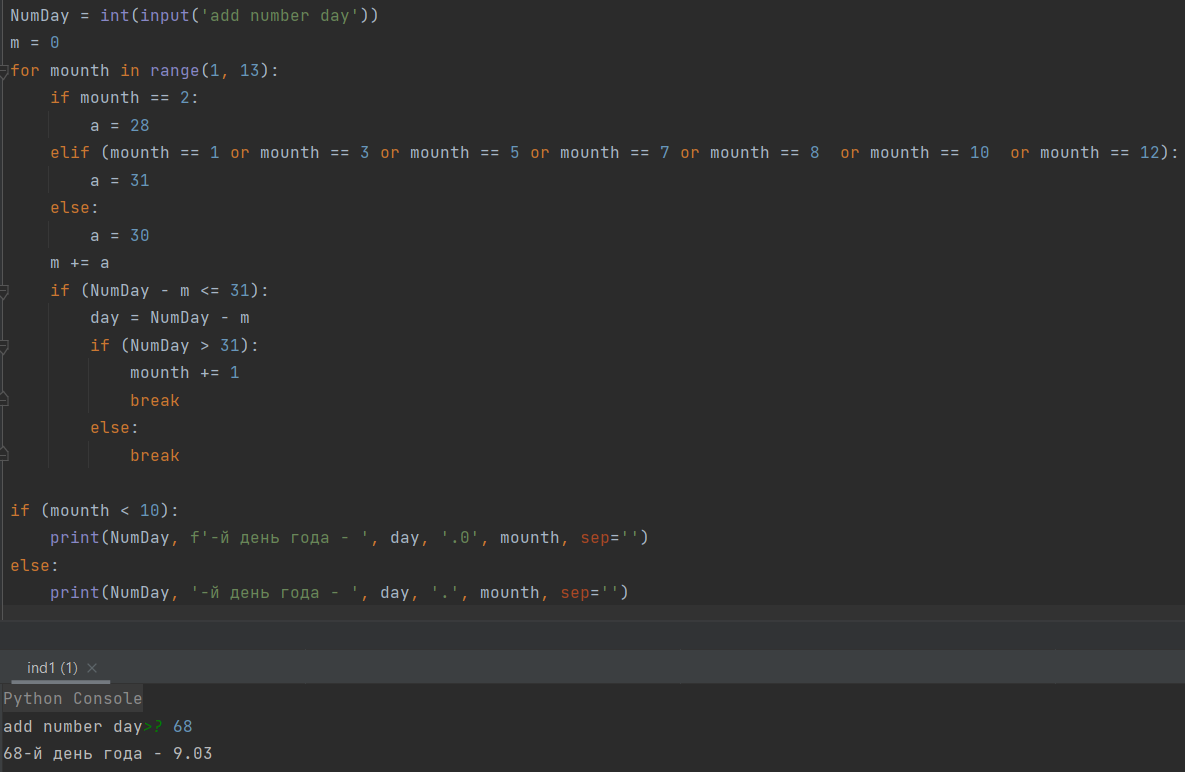 NumDay = int(input('add number day'))
m = 0
for mounth in range(1, 13):
    if mounth == 2:
        a = 28
    elif (mounth == 1 or mounth == 3 or mounth == 5 or mounth == 7 or mounth == 8  or mounth == 10  or mounth == 12):
        a = 31
    else:
        a = 30
    m += a
    if (NumDay - m <= 31):
        day = NumDay - m
        if (NumDay > 31):
            mounth += 1
            break
        else:
            break

if (mounth < 10):
    print(NumDay, f'-й день года - ', day, '.0', mounth, sep='')
else:
    print(NumDay, '-й день года - ', day, '.', mounth, sep='')
ind1 (1) ×
Python Console
add number day>? 68
68-й день года - 9.03